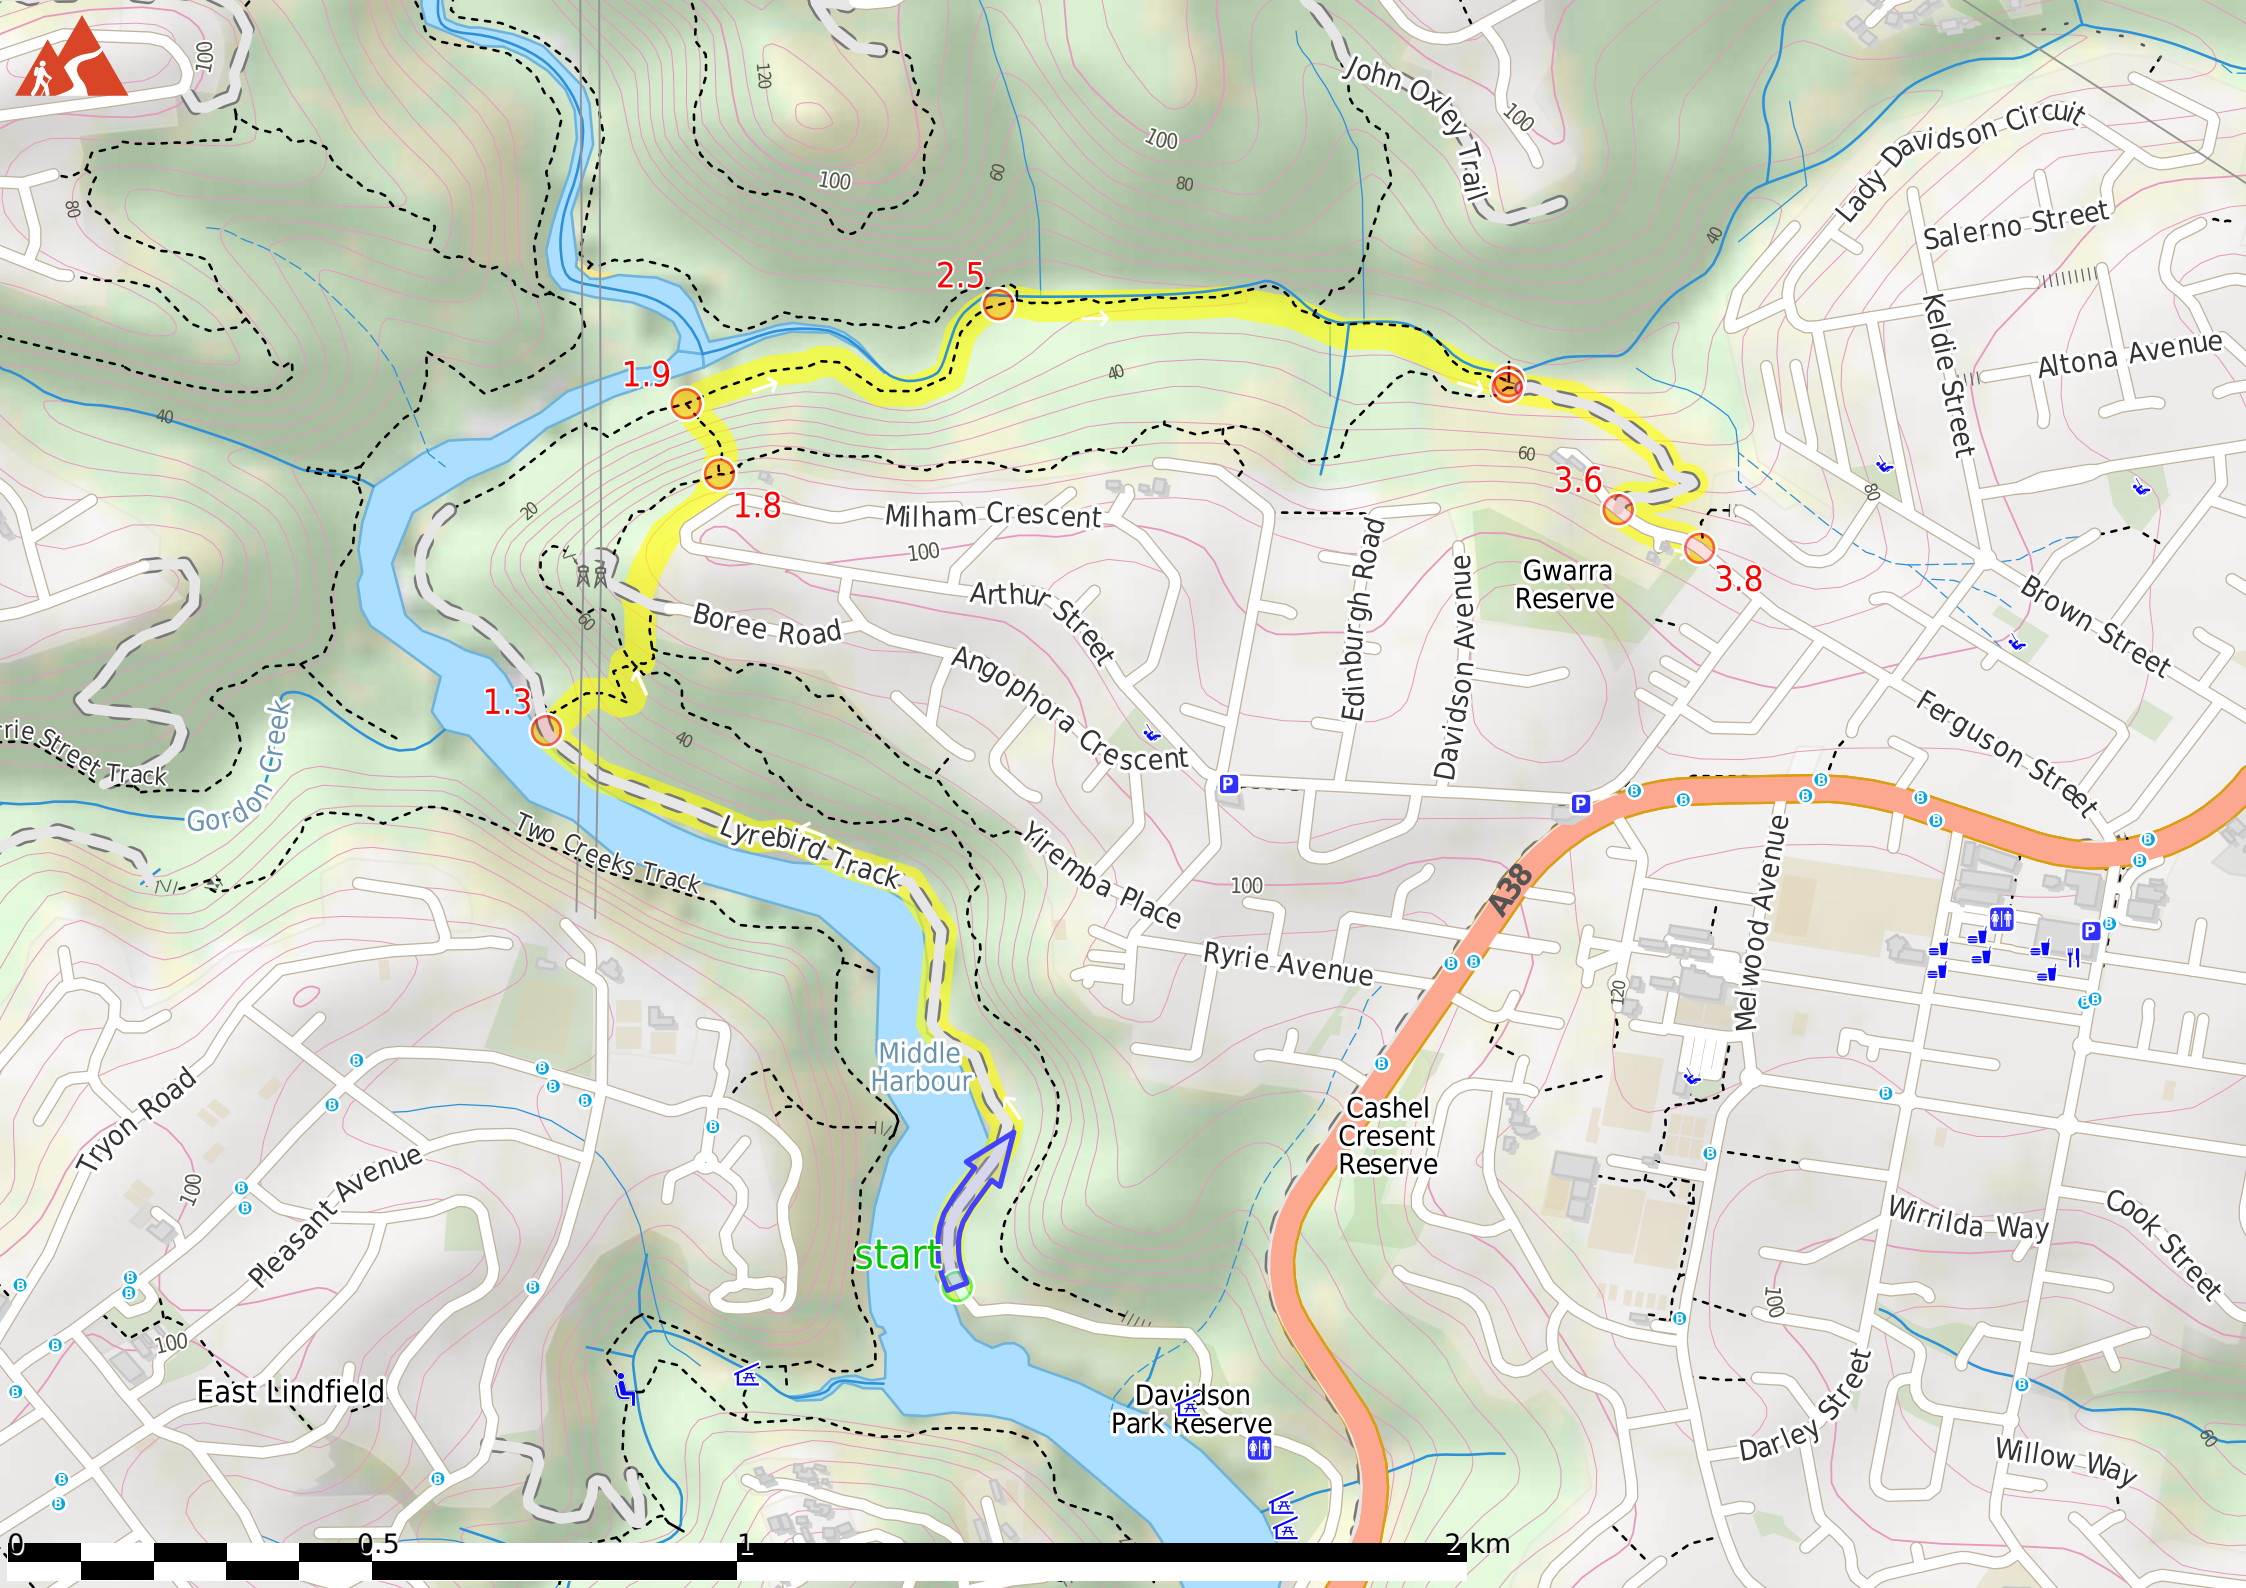 100
120
John Oxley Trail
100
Lady Davidson Circuit
100
100
60
80
80
Salerno Street
40
2.5
Keldie Street
Altona Avenue
1.9
40
40
60
3.6
80
1.8
20
Milham Crescent
100
Edinburgh Road
Davidson Avenue
Gwarra
Reserve
3.8
Arthur Street
Brown Street
60
Boree Road
Angophora Crescent
1.3
40
Ferguson Street
rrie Street Track
Gordon Creek
Two Creeks Track
Lyrebird Track
Yiremba Place
P
P
100
A38
Melwood Avenue
Ryrie Avenue
120
P
Middle
Harbour
Tryon Road
Cashel
Cresent
Reserve
100
Pleasant Avenue
Wirrilda Way
Cook Street
start
100
100
East Lindfield
Davidson
Park Reserve
Darley Street
Willow Way
60
0
0.5
1
2 km